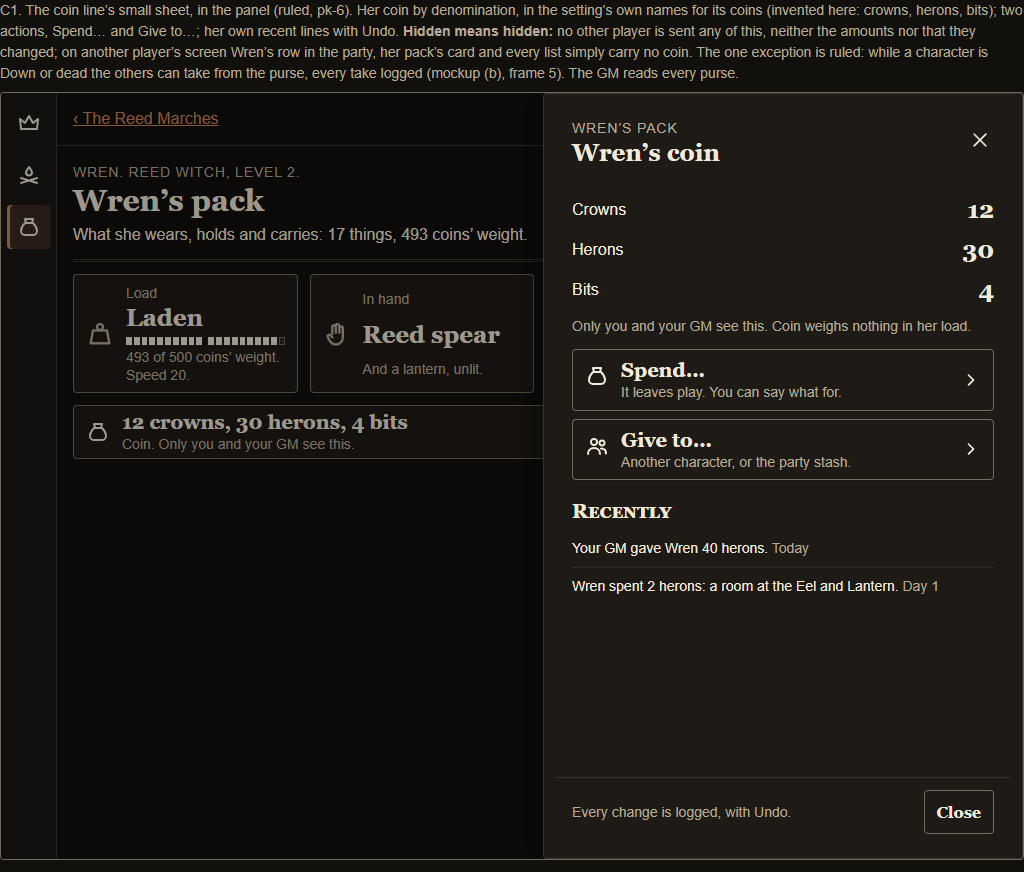 C1. The coin line’s small sheet, in the panel (ruled, pk-6). Her coin by denomination, in the setting’s own names for its coins (invented here: crowns, herons, bits); two
actions, Spend… and Give to…; her own recent lines with Undo. Hidden means hidden: no other player is sent any of this, neither the amounts nor that they
changed; on another player’s screen Wren’s row in the party, her pack’s card and every list simply carry no coin. The one exception is ruled: while a character is
Down or dead the others can take from the purse, every take logged (mockup (b), frame 5). The GM reads every purse.
‹ The Reed Marches
WREN. REED WITCH, LEVEL 2.
Wren’s pack
What she wears, holds and carries: 17 things, 493 coins’ weight.
Load
Laden
493 of 500 coins’ weight.
Speed 20.
In hand
Reed spear
And a lantern, unlit.
12 crowns, 30 herons, 4 bits
Coin. Only you and your GM see this.
WREN’S PACK
Wren’s coin
Crowns 12
Herons 30
Bits 4
Only you and your GM see this. Coin weighs nothing in her load.
Spend…
It leaves play. You can say what for.
Give to…
Another character, or the party stash.
RECENTLY
Your GM gave Wren 40 herons. Today
Wren spent 2 herons: a room at the Eel and Lantern. Day 1
Every change is logged, with Undo.
Close